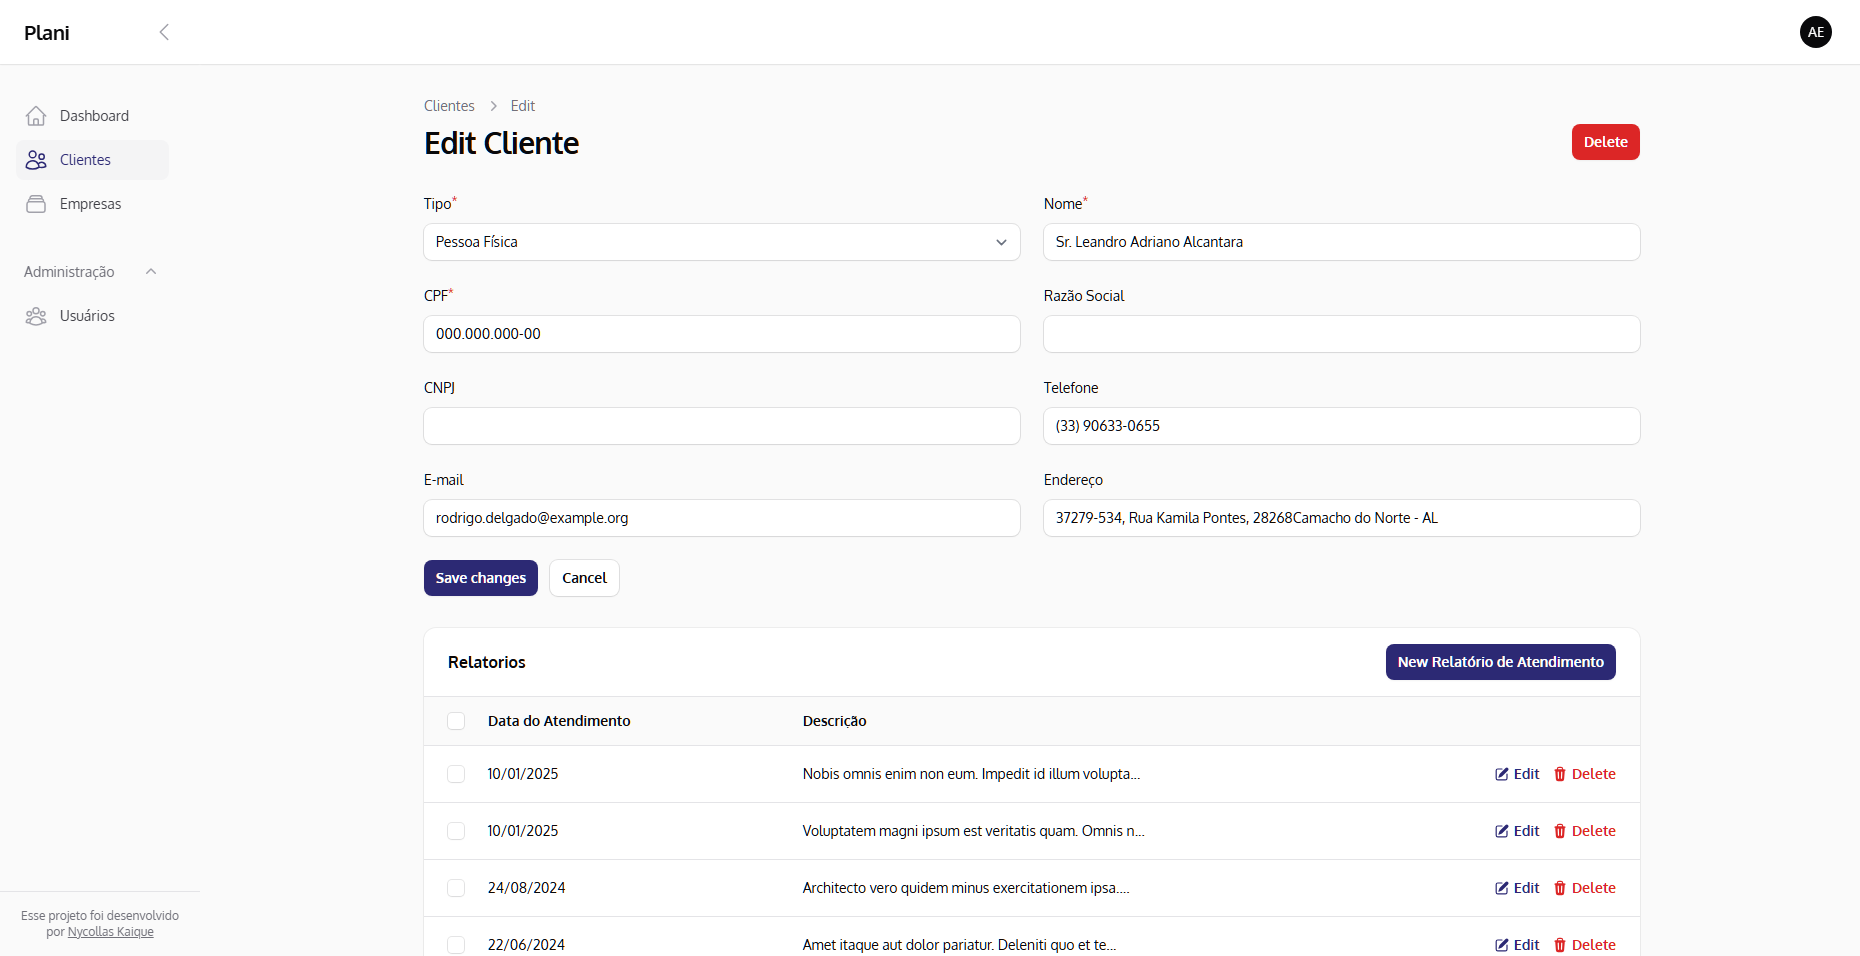 Plani
AE
Dashboard
Clientes
Empresas
Administração
Usuários
Esse projeto foi desenvolvido
por Nycollas Kaique
Clientes > Edit
Edit Cliente
Delete
Tipo*
Pessoa Física
Nome*
Sr. Leandro Adriano Alcantara
CPF*
000.000.000-00
Razão Social
CNPJ
Telefone
(33) 90633-0655
E-mail
rodrigo.delgado@example.org
Endereço
37279-534, Rua Kamila Pontes, 28268Camacho do Norte - AL
Save changes
Cancel
Relatorios
New Relatório de Atendimento
Data do Atendimento Descrição
10/01/2025 Nobis omnis enim non eum. Impedit id illum volupta... Edit Delete
10/01/2025 Voluptatem magni ipsum est veritatis quam. Omnis n... Edit Delete
24/08/2024 Architecto vero quidem minus exercitationem ipsa.... Edit Delete
22/06/2024 Amet itaque aut dolor pariatur. Deleniti quo et te... Edit Delete